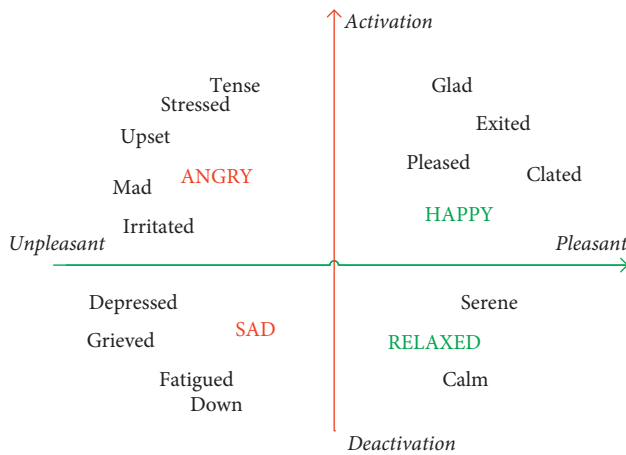 Activation
Tense
Glad
Stressed
Exited
Upset
Pleased
Clated
ANGRY
Mad
HAPPY
Irritated
Unpleasant
Pleasant
Depressed
Serene
SAD
Grieved
RELAXED
Fatigued
Calm
Down
Deactivation